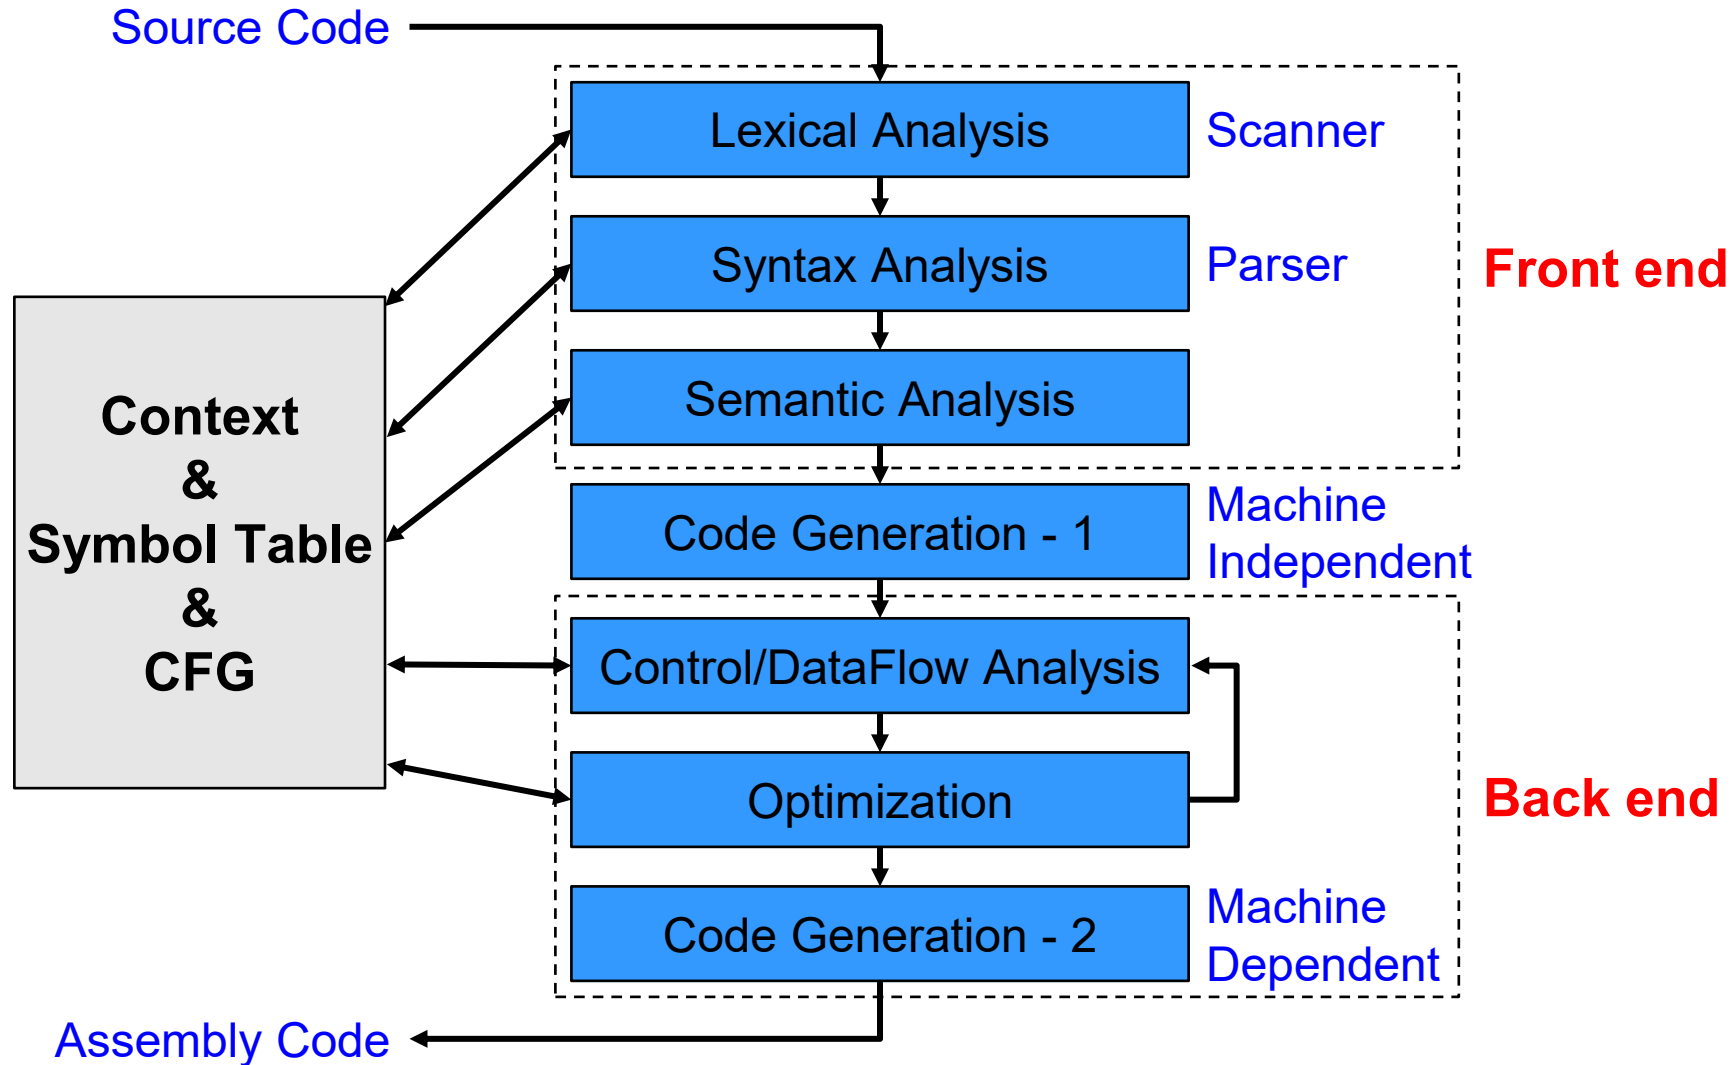 Source Code
Lexical Analysis
Scanner
Syntax Analysis
Parser
Front end
Semantic Analysis
Context
&
Symbol Table
&
CFG
Code Generation - 1
Machine
Independent
Control/DataFlow Analysis
Optimization
Back end
Code Generation - 2
Machine
Dependent
Assembly Code